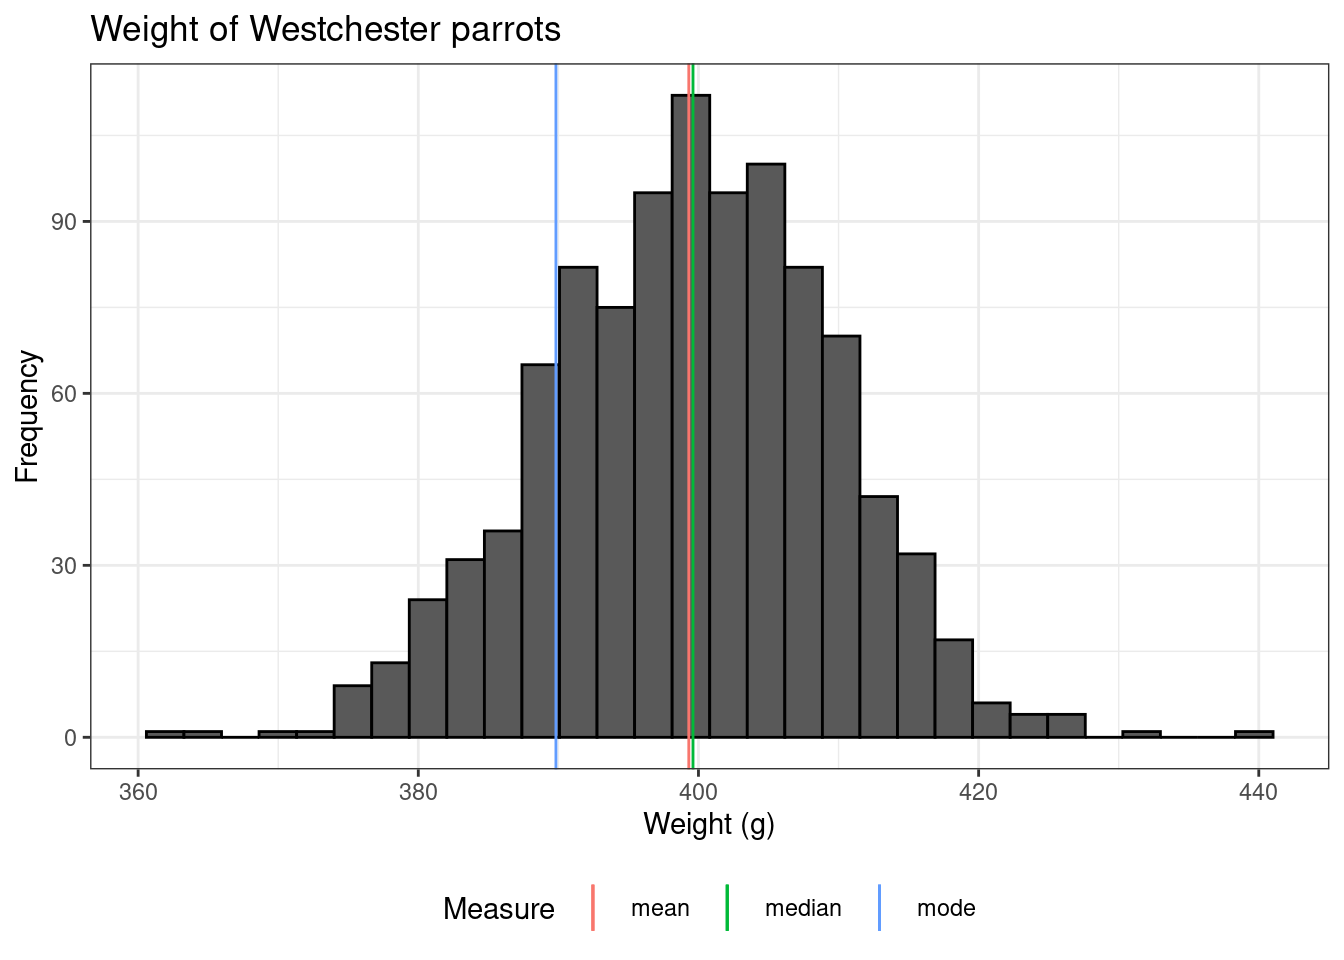 Weight of Westchester parrots
90
60
30
0
Frequency
360 380 400 420 440
Weight (g)
Measure mean median mode